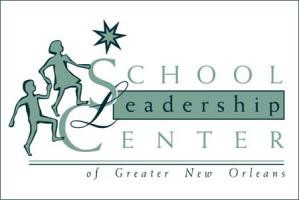 SCHOOL
Leadership
CENTER
of Greater New Orleans